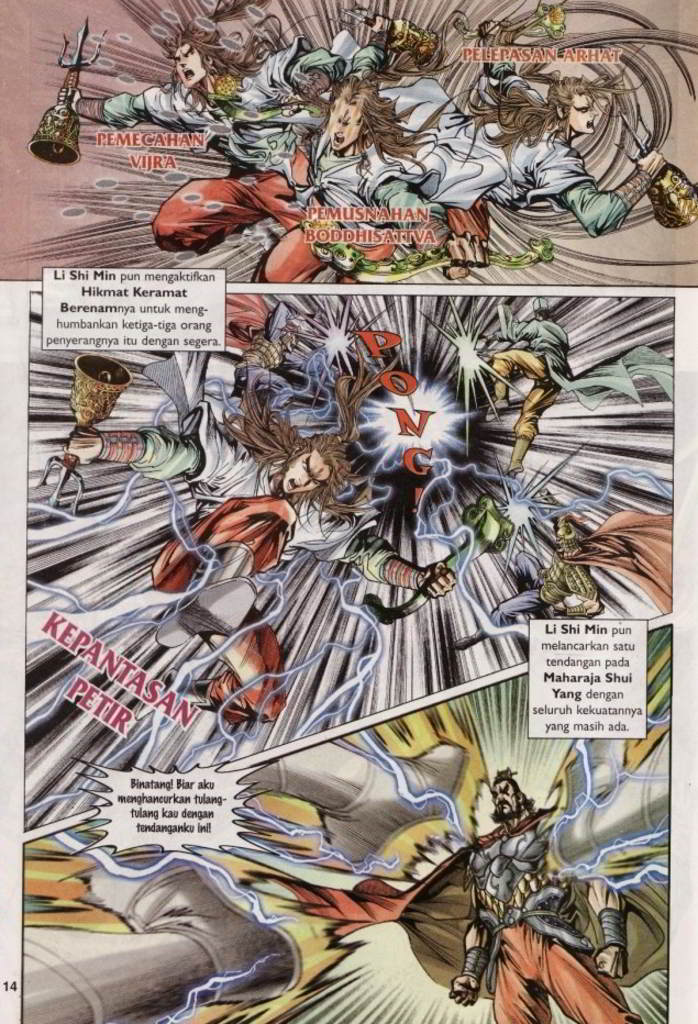 PELEPASAN ARHAT
PEMECAHAN
VIJRA
PEMUSNAHAN
BODDHISATTVA
Li Shi Min pun mengaktifkan
Hikmat Keramat
Berenamnya untuk meng-
humbankan ketiga-tiga orang
penyerangnya itu dengan segera.
PONG!
KEPANTASAN
PETIR
Li Shi Min pun
melancarkan satu
tendangan pada
Maharaja Shui
Yang dengan
seluruh kekuatannya
yang masih ada.
Binatang! Biar aku
menghancurkan tulang-
tulang kau dengan
tendanganku ini!
14